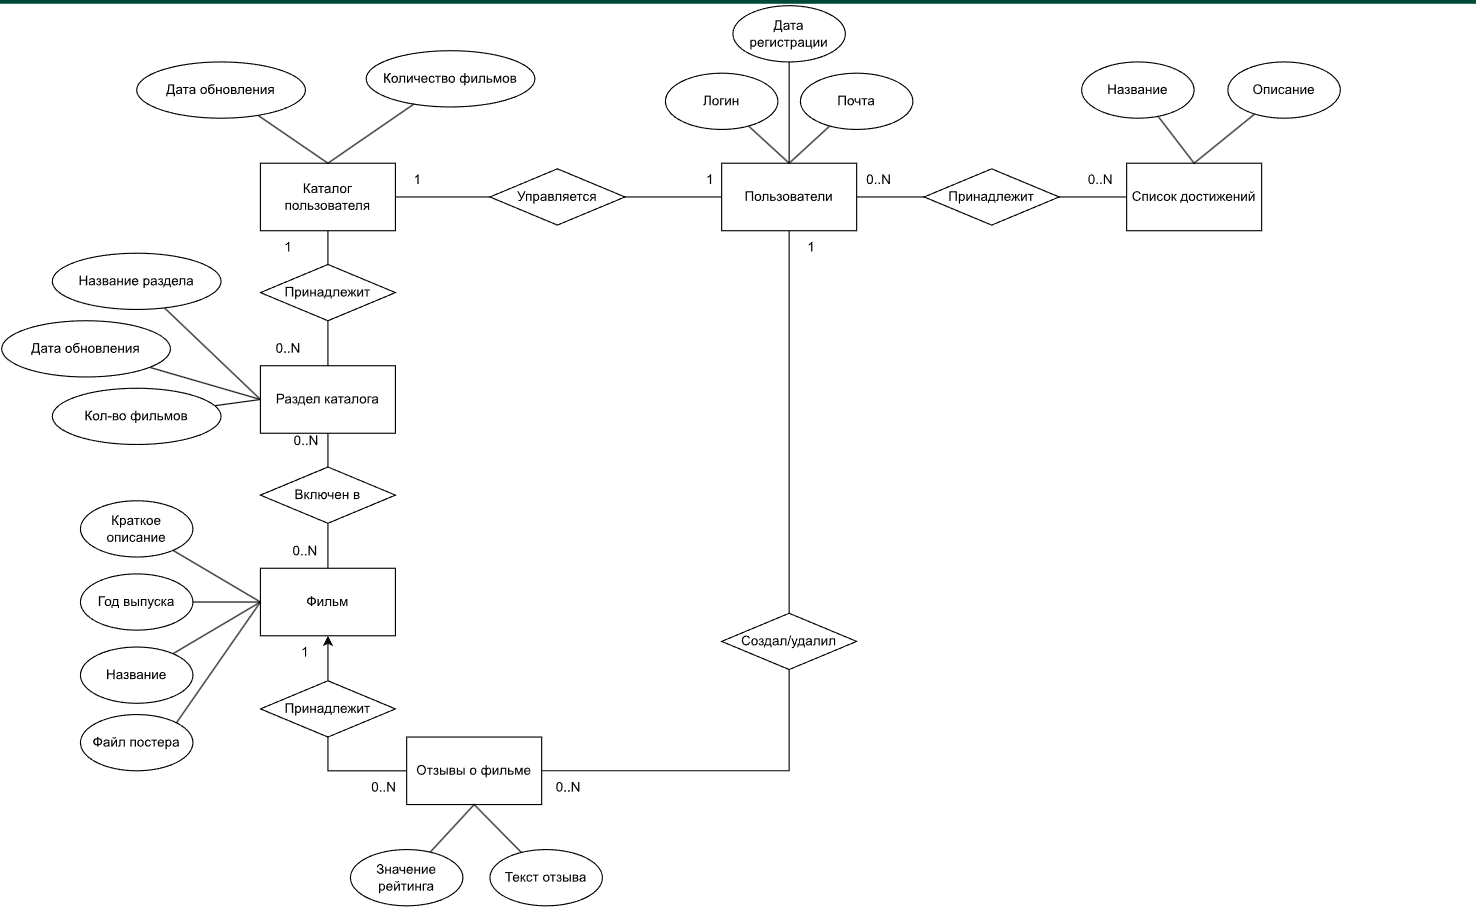 Дата
регистрации
Количество фильмов
Дата обновления
Логин
Почта
Название
Описание
Каталог
пользователя
1
Управляется
1
Пользователи
0..N
Принадлежит
0..N
Список достижений
1
1
Название раздела
Принадлежит
Дата обновления
0..N
Раздел каталога
Кол-во фильмов
0..N
Включен в
Краткое
описание
0..N
Год выпуска
Фильм
1
Создал/удалил
Название
Принадлежит
Файл постера
Отзывы о фильме
0..N
0..N
Значение
рейтинга
Текст отзыва